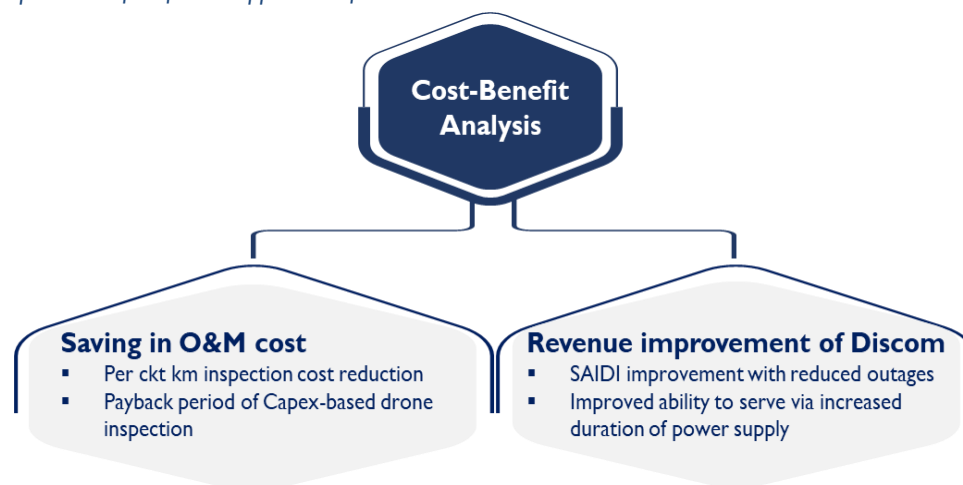 Cost-Benefit
Analysis
Saving in O&M cost
▪ Per ckt km inspection cost reduction
▪ Payback period of Capex-based drone
inspection
Revenue improvement of Discom
▪ SAIDI improvement with reduced outages
▪ Improved ability to serve via increased
duration of power supply